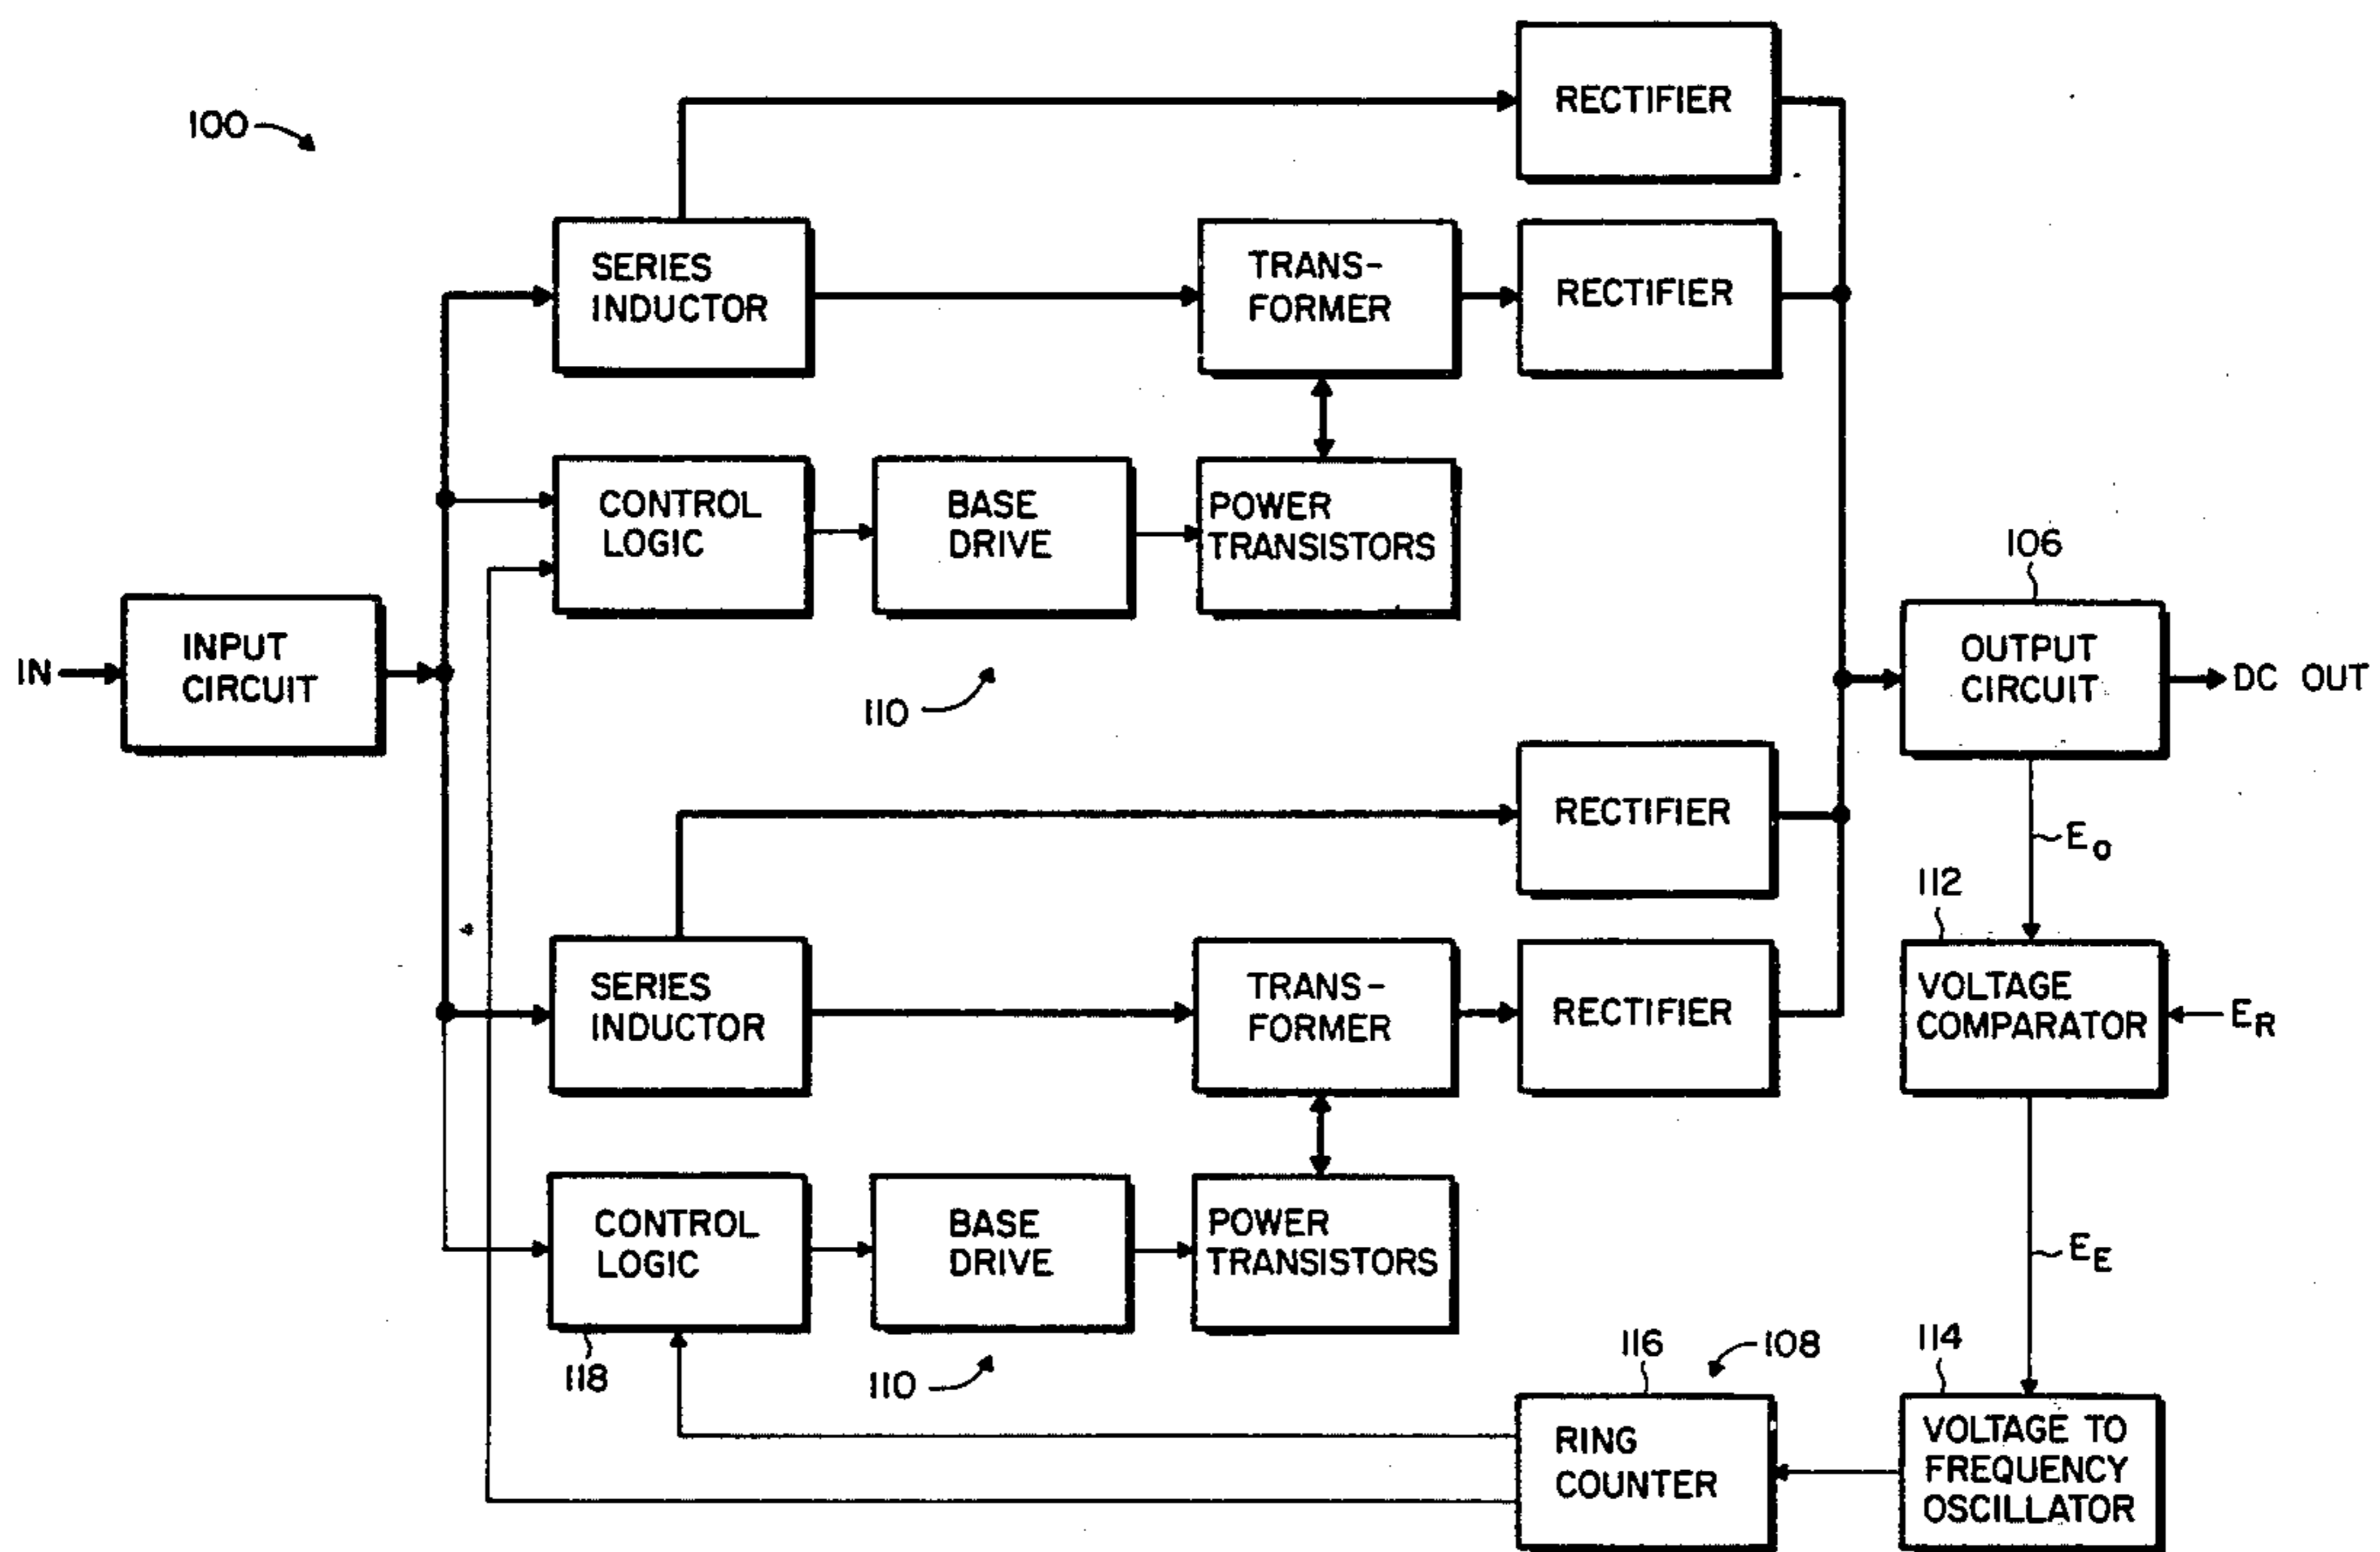 100
RECTIFIER
SERIES
INDUCTOR
TRANS-
FORMER
RECTIFIER
CONTROL
LOGIC
BASE
DRIVE
POWER
TRANSISTORS
106
IN
INPUT
CIRCUIT
110
OUTPUT
CIRCUIT
DC OUT
RECTIFIER
Eo
112
SERIES
INDUCTOR
TRANS-
FORMER
RECTIFIER
VOLTAGE
COMPARATOR
ER
CONTROL
LOGIC
BASE
DRIVE
POWER
TRANSISTORS
EE
118
110
116
108
114
RING
COUNTER
VOLTAGE TO
FREQUENCY
OSCILLATOR